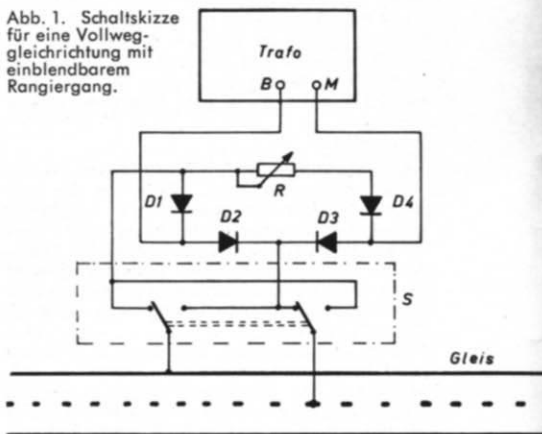 Abb. 1. Schaltskizze
für eine Vollweg-
gleichrichtung mit
einblendbarem
Rangiergang.
Trafo
B M
R
D1 D4
D2 D3
S
Gleis